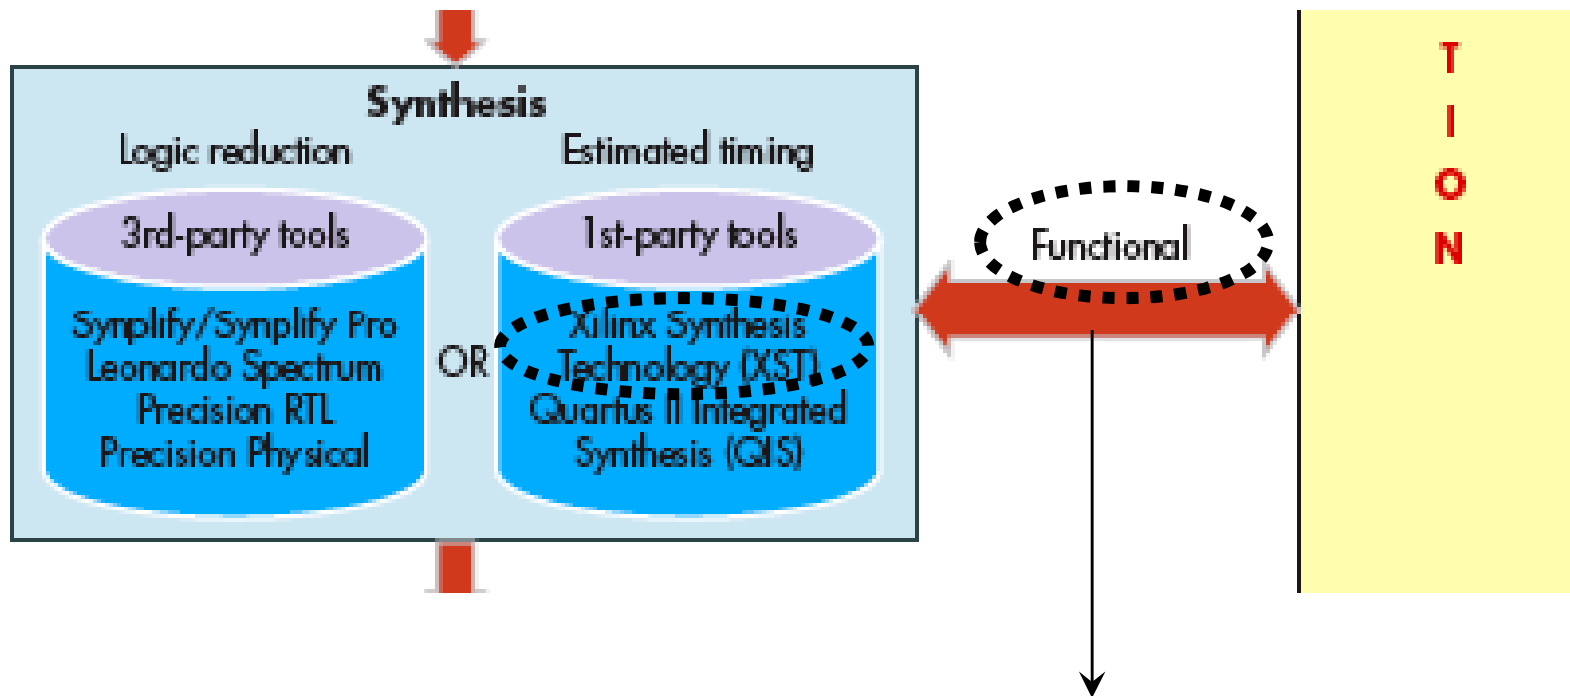 Synthesis
Logic reduction
Estimated timing
3rd-party tools
Synplify/Synplify Pro
Leonardo Spectrum
Precision RTL
Precision Physical
OR
1st-party tools
Xilinx Synthesis
Technology (XST)
Quartus II Integrated
Synthesis (QIS)
Functional
T
I
O
N